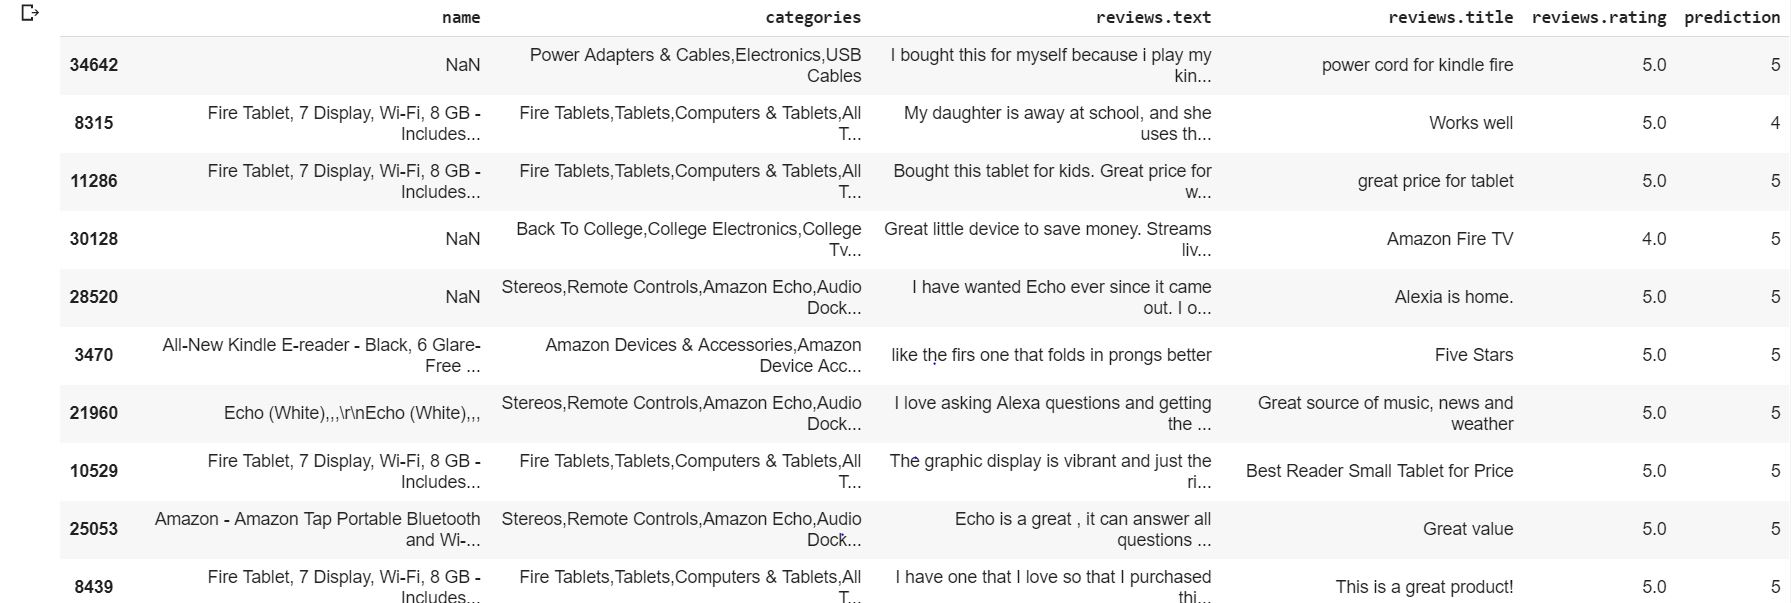 name categories reviews.text reviews.title reviews.rating prediction
34642 NaN Power Adapters & Cables,Electronics,USB Cables I bought this for myself because i play my kin... power cord for kindle fire 5.0 5
8315 Fire Tablet, 7 Display, Wi-Fi, 8 GB - Includes... Fire Tablets,Tablets,Computers & Tablets,All T... My daughter is away at school, and she uses th... Works well 5.0 4
11286 Fire Tablet, 7 Display, Wi-Fi, 8 GB - Includes... Fire Tablets,Tablets,Computers & Tablets,All T... Bought this tablet for kids. Great price for w... great price for tablet 5.0 5
30128 NaN Back To College,College Electronics,College Tv... Great little device to save money. Streams liv... Amazon Fire TV 4.0 5
28520 NaN Stereos,Remote Controls,Amazon Echo,Audio Dock... I have wanted Echo ever since it came out. I o... Alexia is home. 5.0 5
3470 All-New Kindle E-reader - Black, 6 Glare-Free ... Amazon Devices & Accessories,Amazon Device Acc... like the firs one that folds in prongs better Five Stars 5.0 5
21960 Echo (White),,,\r\nEcho (White),,, Stereos,Remote Controls,Amazon Echo,Audio Dock... I love asking Alexa questions and getting the ... Great source of music, news and weather 5.0 5
10529 Fire Tablet, 7 Display, Wi-Fi, 8 GB - Includes... Fire Tablets,Tablets,Computers & Tablets,All T... The graphic display is vibrant and just the ri... Best Reader Small Tablet for Price 5.0 5
25053 Amazon - Amazon Tap Portable Bluetooth and Wi-... Stereos,Remote Controls,Amazon Echo,Audio Dock... Echo is a great , it can answer all questions ... Great value 5.0 5
8439 Fire Tablet, 7 Display, Wi-Fi, 8 GB - Includes... Fire Tablets,Tablets,Computers & Tablets,All T... I have one that I love so that I purchased thi... This is a great product! 5.0 5